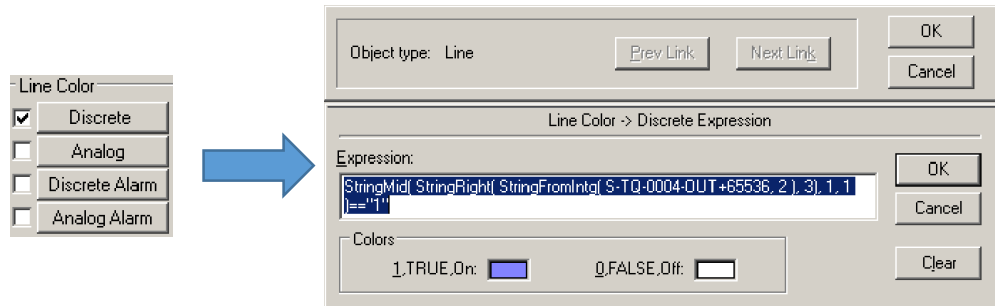 Line Color
Discrete
Analog
Discrete Alarm
Analog Alarm
Object type: Line
Prev Link
Next Link
OK
Cancel
Line Color -> Discrete Expression
Expression:
StringMid( StringRight( StringFromIntg( S-TQ-0004-OUT+65536, 2 ), 3), 1, 1
)=="1"
OK
Cancel
Clear
Colors
1,TRUE,On:
0,FALSE,Off: